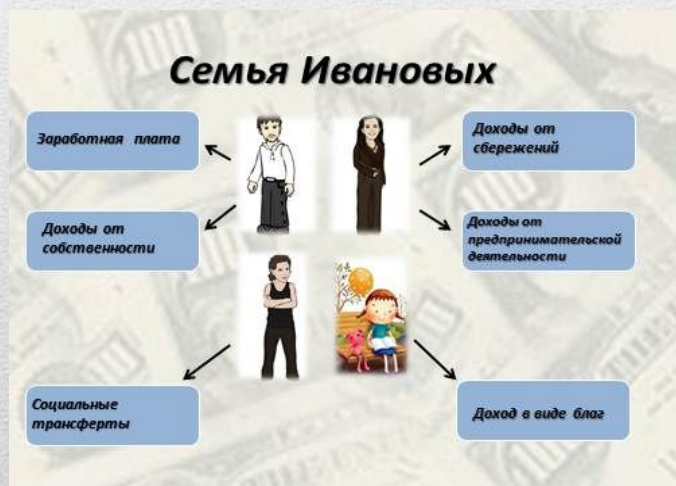 Семья Ивановых
Заработная плата
Доходы от
сбережений
Доходы от
собственности
Доходы от
предпринимательской
деятельности
Социальные
трансферты
Доход в виде благ